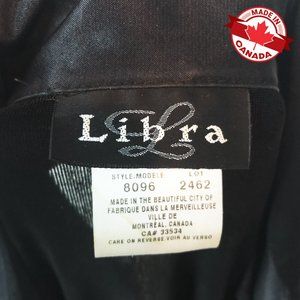 MADE IN
CANADA
Libra
STYLE-MODELE LOT
8096 2462
MADE IN THE BEAUTIFUL CITY OF
FABRIQUE DANS LA MERVEILLEUSE
VILLE DE
MONTREAL, CANADA
CA# 33534
CARE ON REVERSE VOIR AU VERSO